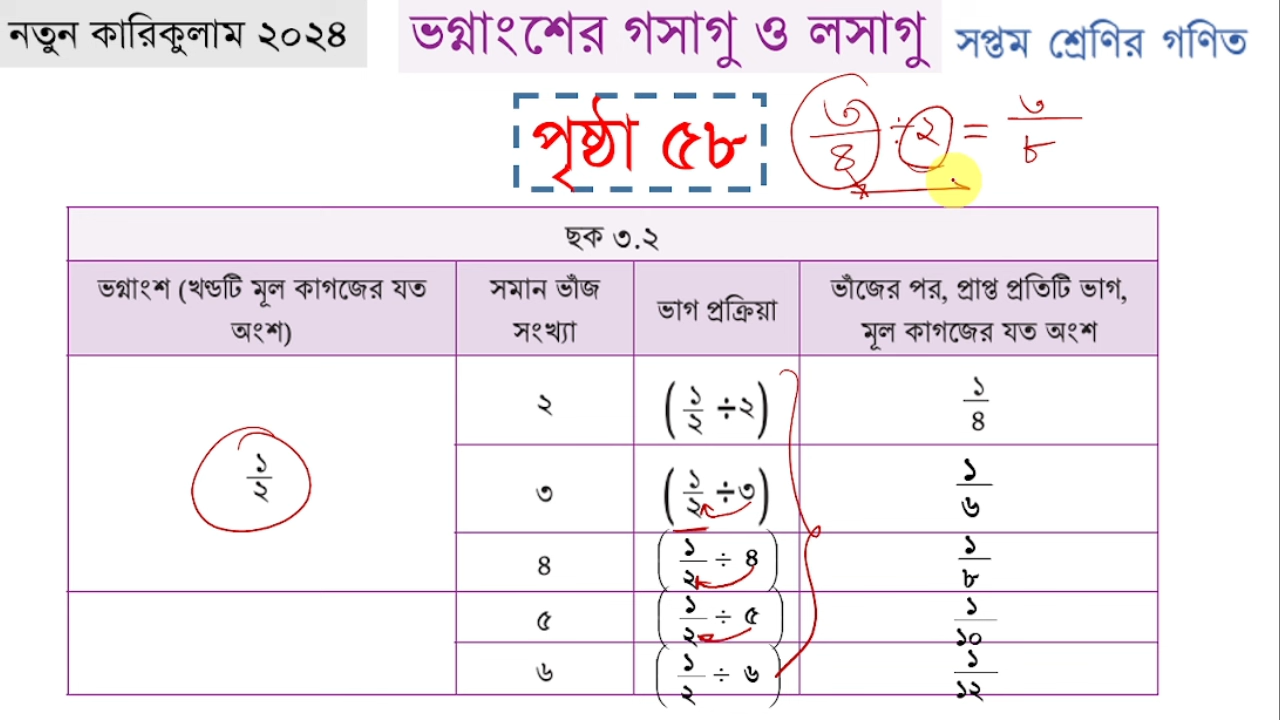 নতুন কারিকুলাম ২০২৪
ভগ্নাংশের গসাগু ও লসাগু
সপ্তম শ্রেণির গণিত
পৃষ্ঠা ৫৮
৩/৪ ÷ ২ = ৩/৮
ছক ৩.২
ভগ্নাংশ (খণ্ডটি মূল কাগজের যত
অংশ)
সমান ভাঁজ
সংখ্যা
ভাগ প্রক্রিয়া
ভাঁজের পর, প্রাপ্ত প্রতিটি ভাগ,
মূল কাগজের যত অংশ
১/২
২
(১/২ ÷২)
১/৪
৩
(১/২ ÷৩)
১/৬
৪
(১/২ ÷ ৪)
১/৮
৫
(১/২ ÷ ৫)
১/১০
৬
(১/২ ÷ ৬)
১/১২